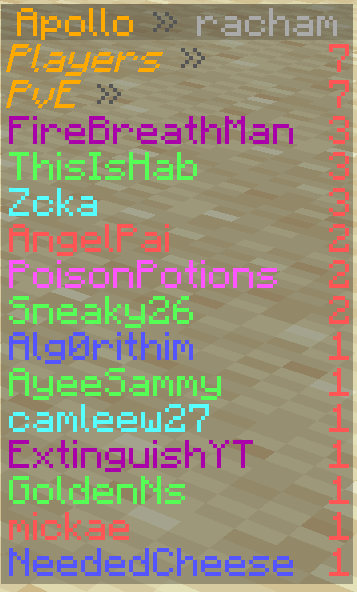 Apollo » racham
Players » 7
PvE » 7
FireBreathMan 3
ThisIsHab 3
Zcka 3
AngelPai 2
PoisonPotions 2
Sneaky26 2
Alg0rithim 1
AyeeSammy 1
camleew27 1
ExtinguishYT 1
GoldenNs 1
mickae 1
NeededCheese 1